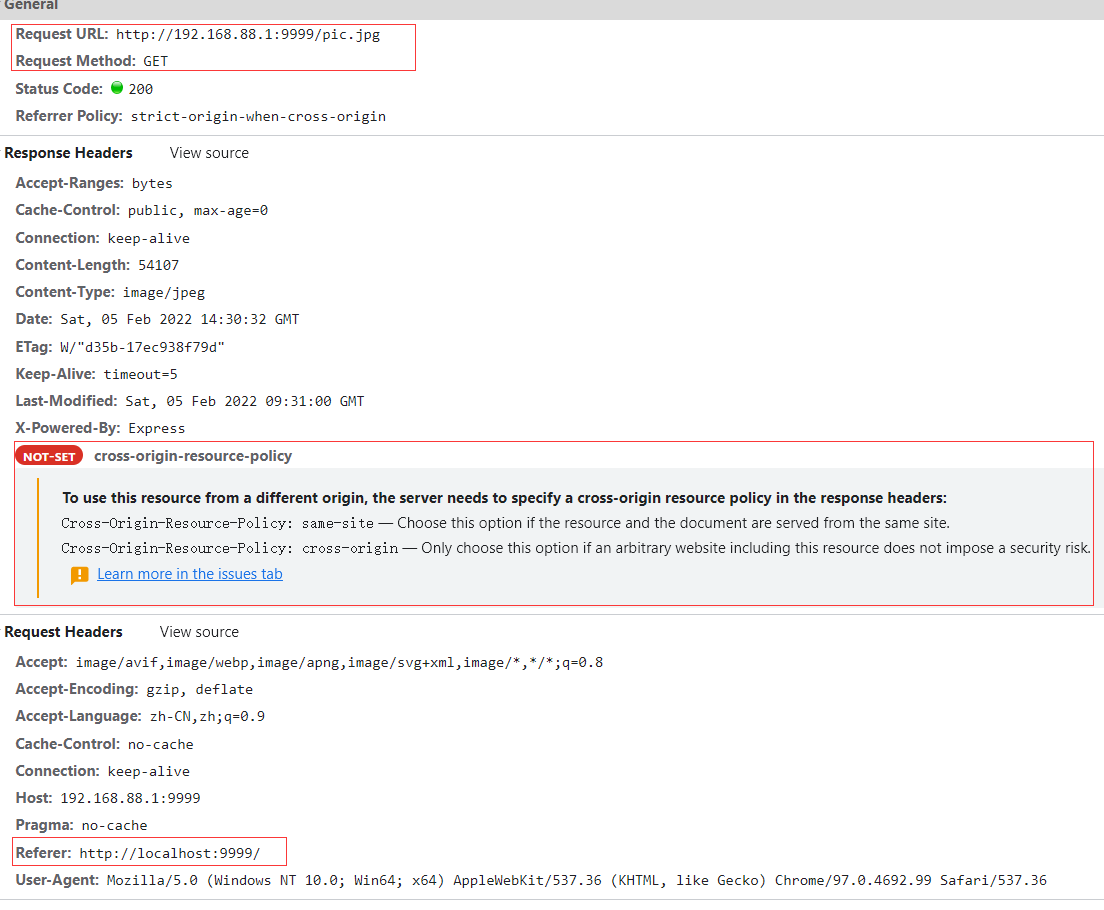 General
Request URL: http://192.168.88.1:9999/pic.jpg
Request Method: GET
Status Code: 200
Referrer Policy: strict-origin-when-cross-origin
Response Headers View source
Accept-Ranges: bytes
Cache-Control: public, max-age=0
Connection: keep-alive
Content-Length: 54107
Content-Type: image/jpeg
Date: Sat, 05 Feb 2022 14:30:32 GMT
ETag: W/"d35b-17ec938f79d"
Keep-Alive: timeout=5
Last-Modified: Sat, 05 Feb 2022 09:31:00 GMT
X-Powered-By: Express
NOT-SET cross-origin-resource-policy
To use this resource from a different origin, the server needs to specify a cross-origin resource policy in the response headers:
Cross-Origin-Resource-Policy: same-site — Choose this option if the resource and the document are served from the same site.
Cross-Origin-Resource-Policy: cross-origin — Only choose this option if an arbitrary website including this resource does not impose a security risk.
Learn more in the issues tab
Request Headers View source
Accept: image/avif,image/webp,image/apng,image/svg+xml,image/*,*/*;q=0.8
Accept-Encoding: gzip, deflate
Accept-Language: zh-CN,zh;q=0.9
Cache-Control: no-cache
Connection: keep-alive
Host: 192.168.88.1:9999
Pragma: no-cache
Referer: http://localhost:9999/
User-Agent: Mozilla/5.0 (Windows NT 10.0; Win64; x64) AppleWebKit/537.36 (KHTML, like Gecko) Chrome/97.0.4692.99 Safari/537.36